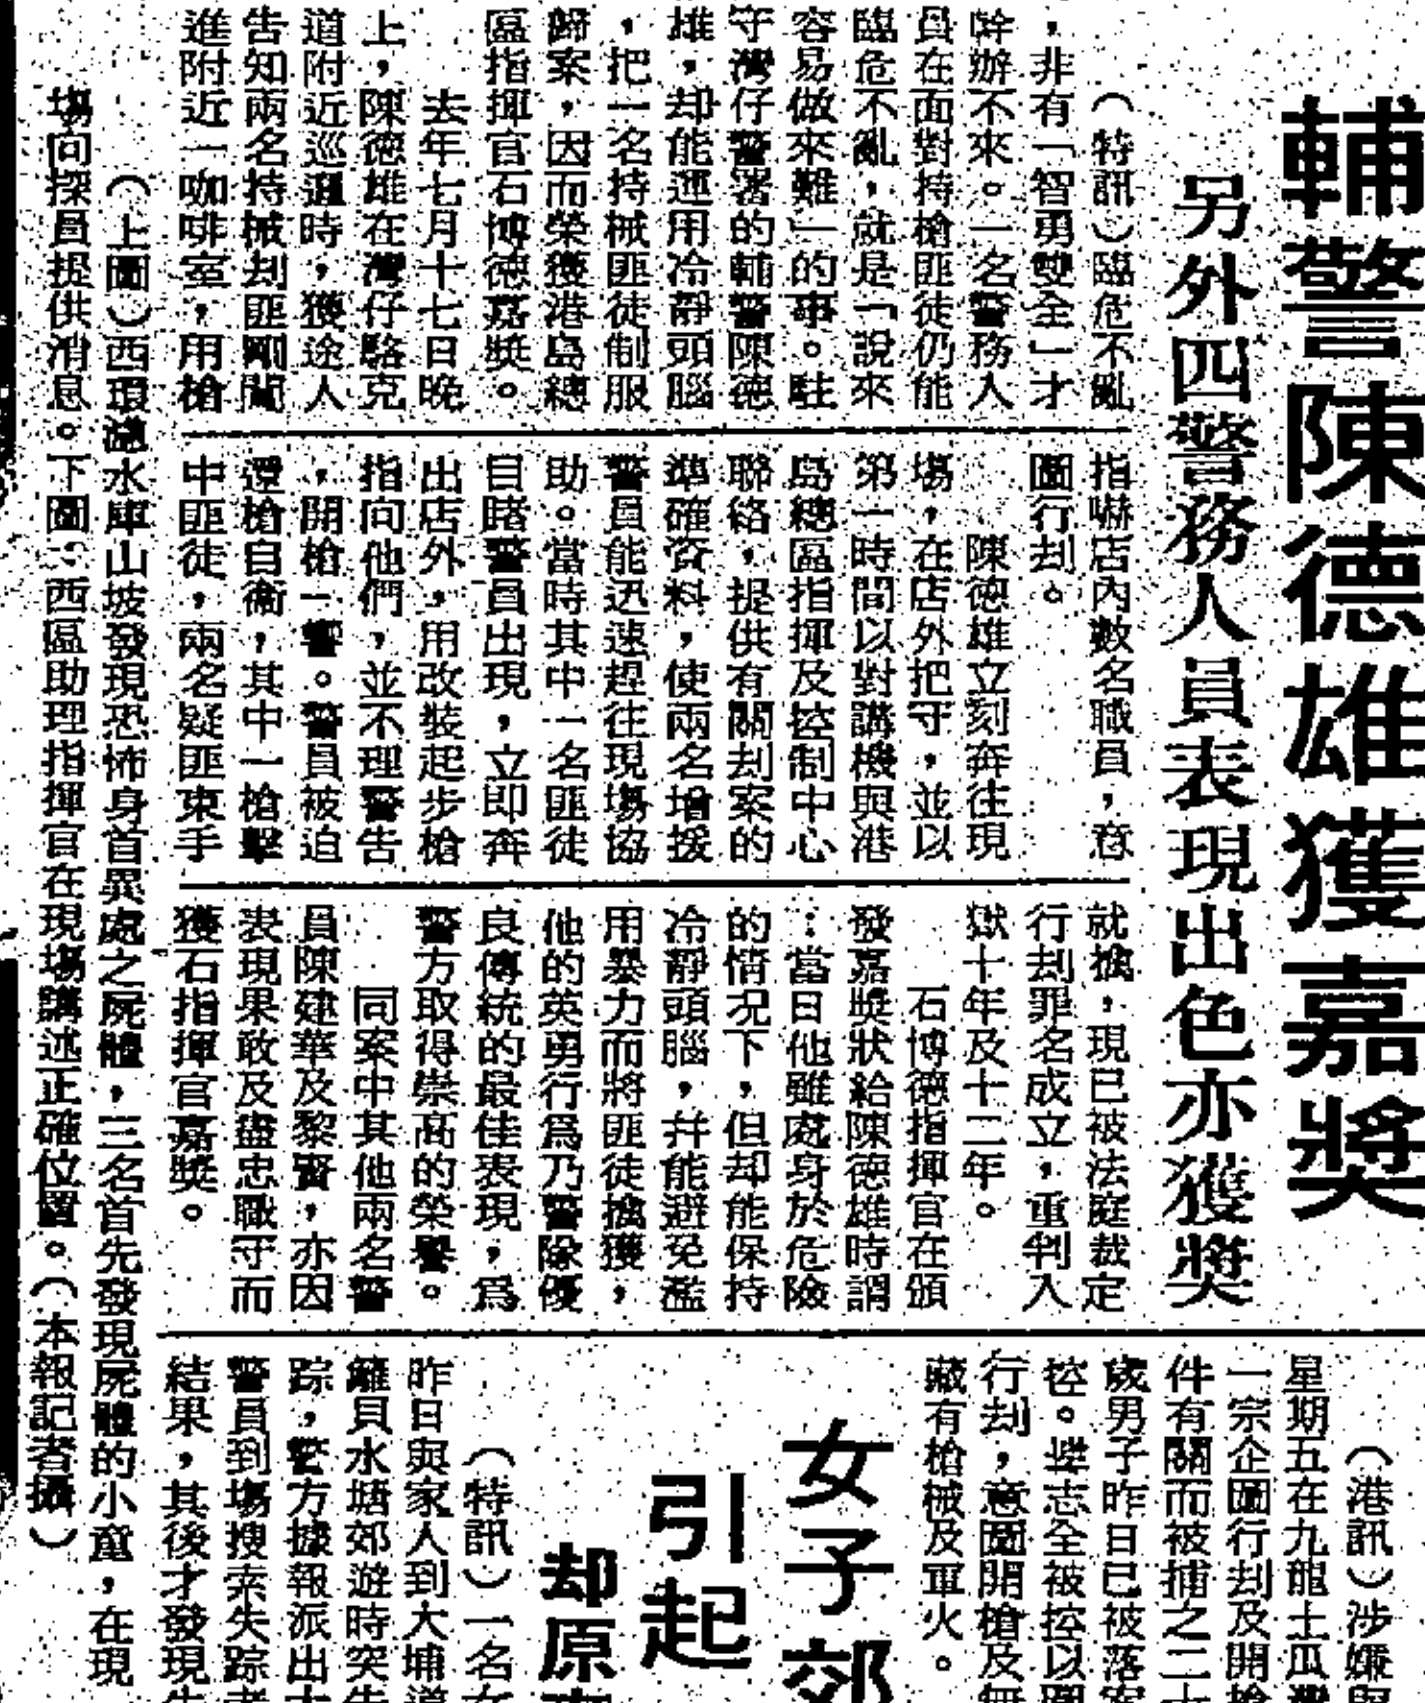 輔警陳德雄獲嘉獎
另外四警務人員表現出色亦獲獎
（特訊）臨危不亂
，非有「智勇雙全」才
幹辦不來。一名警務人
員在面對持槍匪徒仍能
臨危不亂，就是「說來
容易做來難」的事。駐
守灣仔警署的輔警陳德
雄，却能運用冷靜頭腦
，把一名持械匪徒制服
歸案，因而榮獲港島總
區指揮官石博德嘉獎。
去年七月十七日晚
上，陳德雄在灣仔駱克
道附近巡邏時，獲途人
告知兩名持械刦匪剛闖
進附近一咖啡室，用槍
指嚇店內數名職員，意
圖行刦。
陳德雄立刻奔往現
場，在店外把守，並以
第一時間以對講機與港
島總區指揮及控制中心
聯絡，提供有關刦案的
準確資料，使兩名增援
警員能迅速趕往現場協
助。當時其中一名匪徒
目睹警員出現，立即奔
出店外，用改裝起步槍
指向他們，並不理警告
，開槍一響。警員被迫
還槍自衞，其中一槍擊
中匪徒，兩名疑匪束手
就擒，現已被法庭裁定
行刦罪名成立，重判入
獄十年及十二年。
石博德指揮官在頒
發嘉獎狀給陳德雄時謂
：當日他雖處身於危險
的情况下，但却能保持
冷靜頭腦，幷能避免濫
用暴力而將匪徒擒獲，
他的英勇行爲乃警隊優
良傳統的最佳表現，爲
警方取得崇高的榮譽。
同案中其他兩名警
員陳建華及黎賓，亦因
表現果敢及盡忠職守而
獲石指揮官嘉獎。
（上圖）西環 水庫山坡發現恐怖身首異處之屍體，三名首先發現屍體的小童，在現
場向探員提供消息。下圖：西區助理指揮官在現場講述正確位置。（本報記者攝）
（港訊）涉嫌與
星期五在九龍土瓜灣
一宗企圖行刦及開槍
件有關而被捕之二十
歲男子昨日已被落案
控。 志全被控以
行刦，意圖開槍及無
藏有槍械及軍火。
女子郊
引起
却原
（特訊）一名女
昨日與家人到大埔道
籬貝水塘郊遊時突失
踪，警方據報派出大
警員到場搜索失踪者
結果，其後才發現